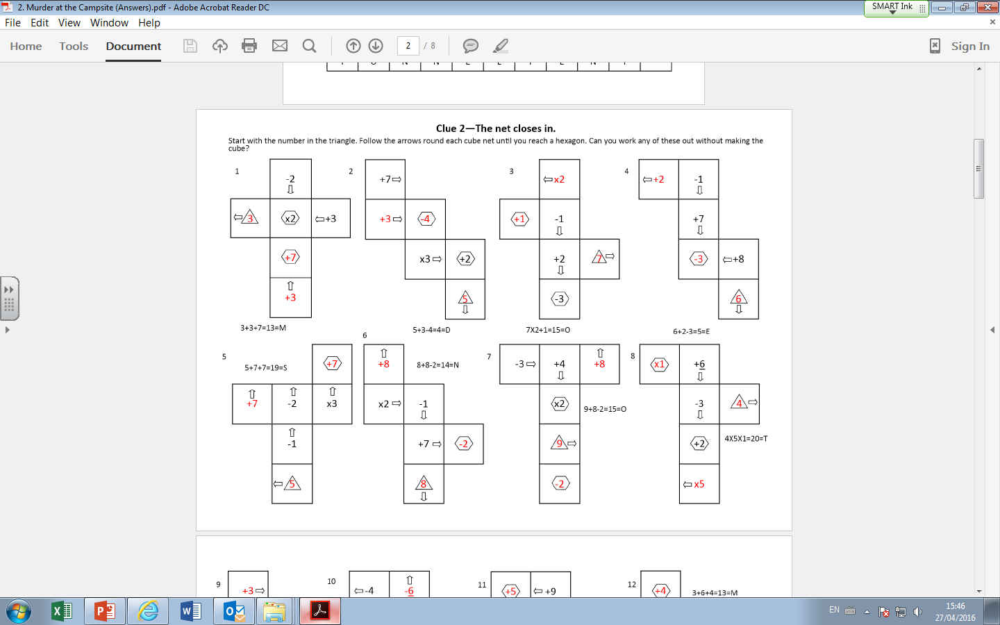 2. Murder at the Campsite (Answers).pdf - Adobe Acrobat Reader DC
SMART Ink
File Edit View Window Help
Home Tools Document 2 / 8 Sign In
Clue 2—The net closes in.
Start with the number in the triangle. Follow the arrows round each cube net until you reach a hexagon. Can you work any of these out without making the
cube?
1 2 3 4
-2 +7 x2 +2 -1
3 x2 +3 +3 -4 +1 -1 +7
+7 x3 +2 +2 7 -3 +8
+3 5 -3 6
3+3+7=13=M 5+3-4=4=D 7X2+1=15=O 6+2-3=5=E
5 6 7 8
5+7+7=19=S +7 +8 8+8-2=14=N -3 +4 +8 x1 +6
+7 -2 x3 x2 -1 x2 9+8-2=15=O -3 4
-1 +7 -2 9 +2 4X5X1=20=T
5 8 -2 x5
9 10 11 12
+3 -4 -6 +5 +9 +4 3+6+4=13=M
EN 15:46
27/04/2016